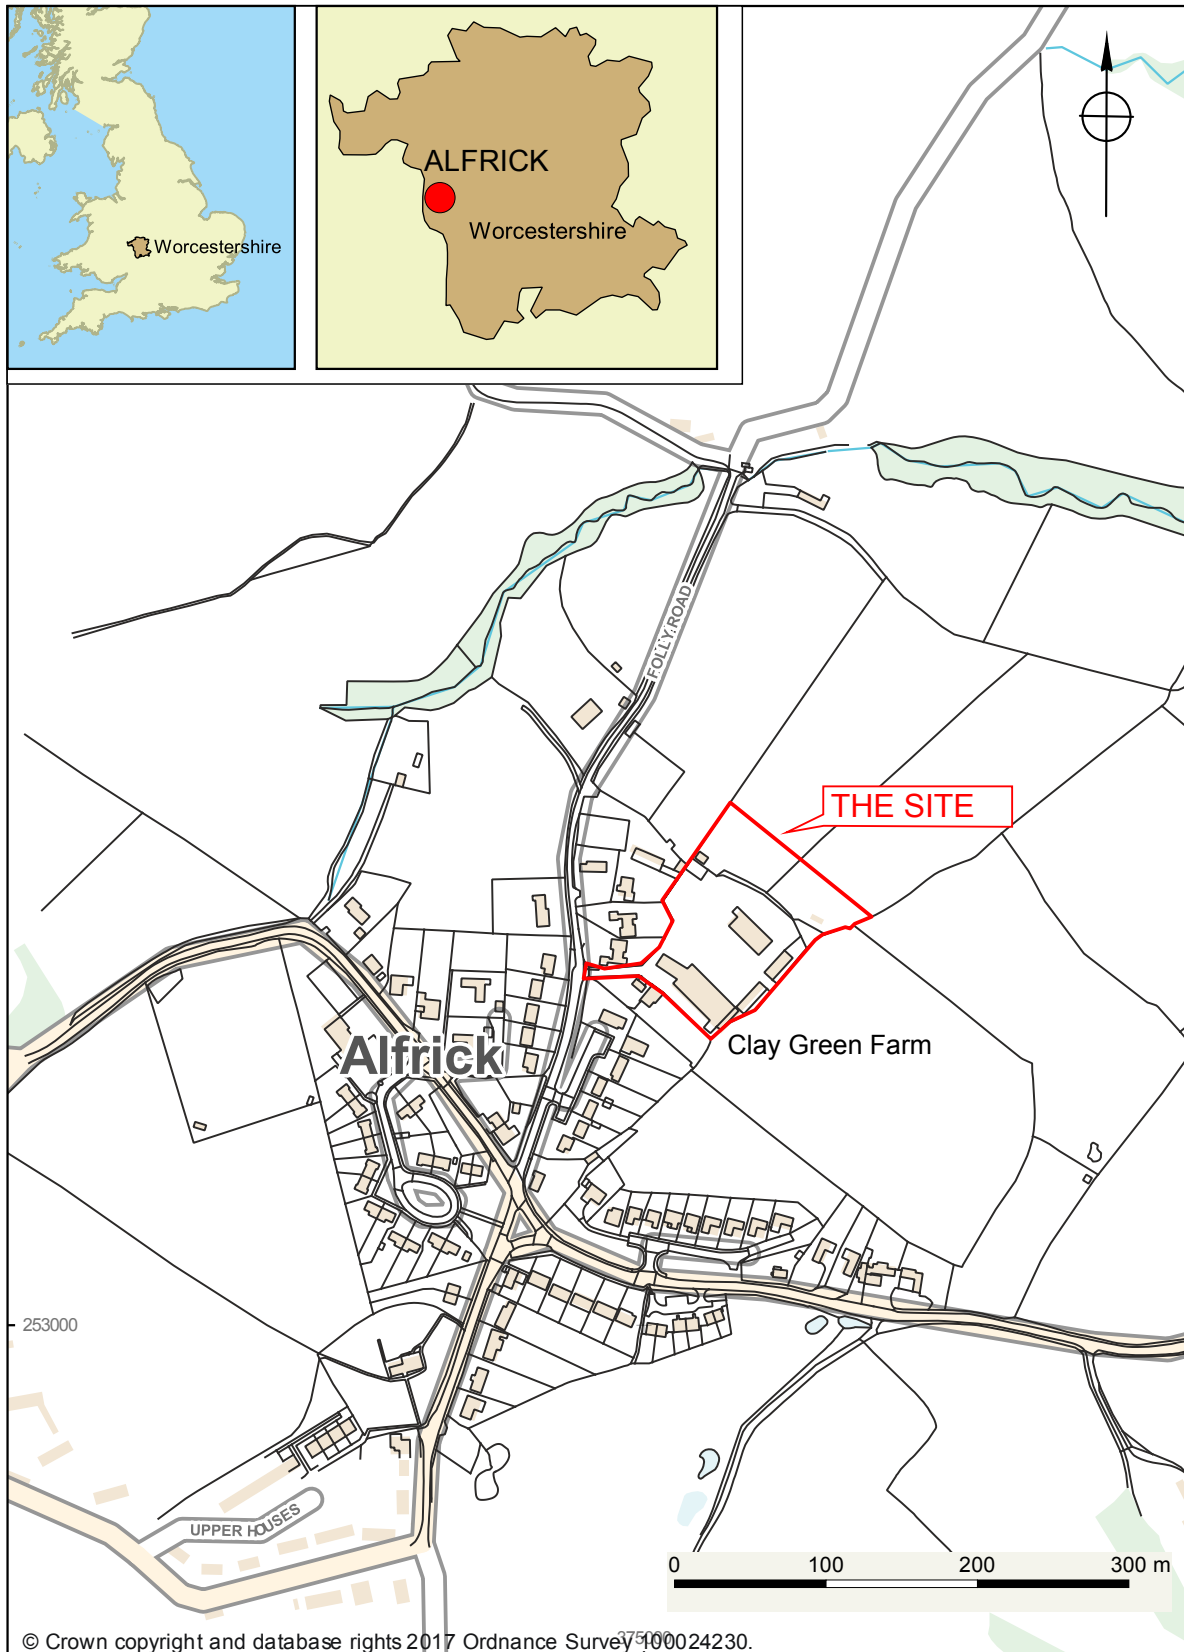 Worcestershire
ALFRICK
Worcestershire
FOLLY ROAD
THE SITE
Clay Green Farm
Alfrick
253000
UPPER HOUSES
0 100 200 300 m
375000
© Crown copyright and database rights 2017 Ordnance Survey 100024230.